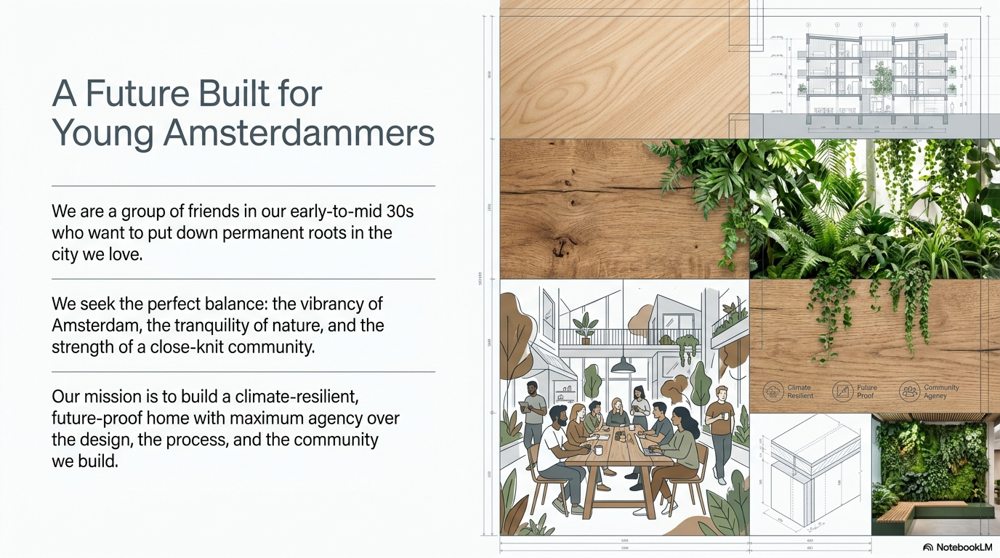 A Future Built for
Young Amsterdammers
We are a group of friends in our early-to-mid 30s
who want to put down permanent roots in the
city we love.
We seek the perfect balance: the vibrancy of
Amsterdam, the tranquility of nature, and the
strength of a close-knit community.
Our mission is to build a climate-resilient,
future-proof home with maximum agency over
the design, the process, and the community
we build.
Climate
Resilient
Future
Proof
Community
Agency
NotebookLM